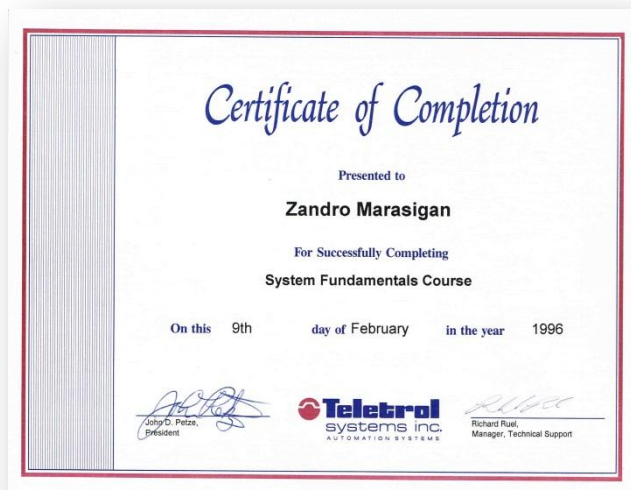 Certificate of Completion
Presented to
Zandro Marasigan
For Successfully Completing
System Fundamentals Course
On this 9th day of February in the year 1996
John D. Petze,
President
Teletrol
systems inc.
AUTOMATION SYSTEMS
Richard Ruel,
Manager, Technical Support